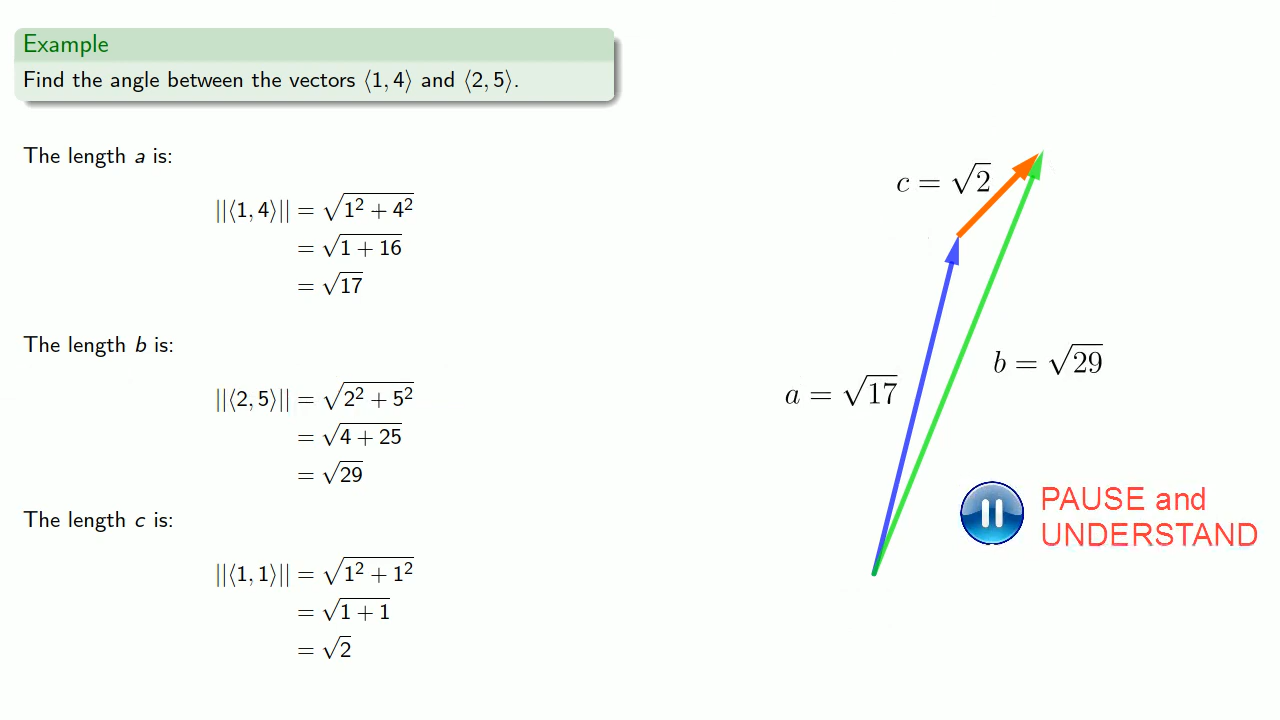 Example
Find the angle between the vectors ⟨1, 4⟩ and ⟨2, 5⟩.
The length a is:
||⟨1, 4⟩|| = √(1² + 4²)
= √(1 + 16)
= √17
The length b is:
||⟨2, 5⟩|| = √(2² + 5²)
= √(4 + 25)
= √29
The length c is:
||⟨1, 1⟩|| = √(1² + 1²)
= √(1 + 1)
= √2
c = √2
b = √29
a = √17
PAUSE and
UNDERSTAND